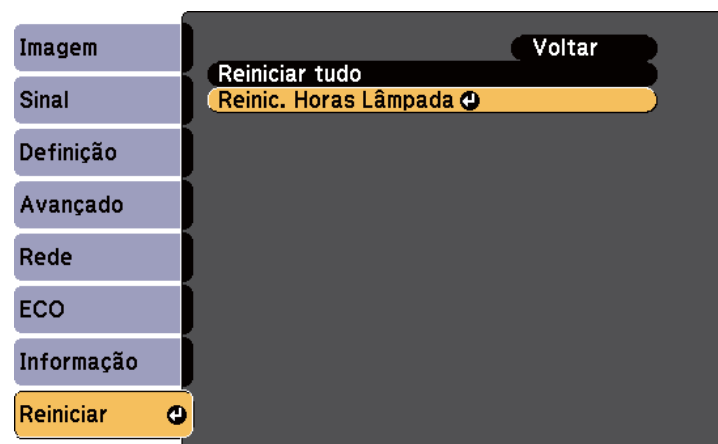 Imagem
Sinal
Definição
Avançado
Rede
ECO
Informação
Reiniciar
Voltar
Reiniciar tudo
Reinic. Horas Lâmpada